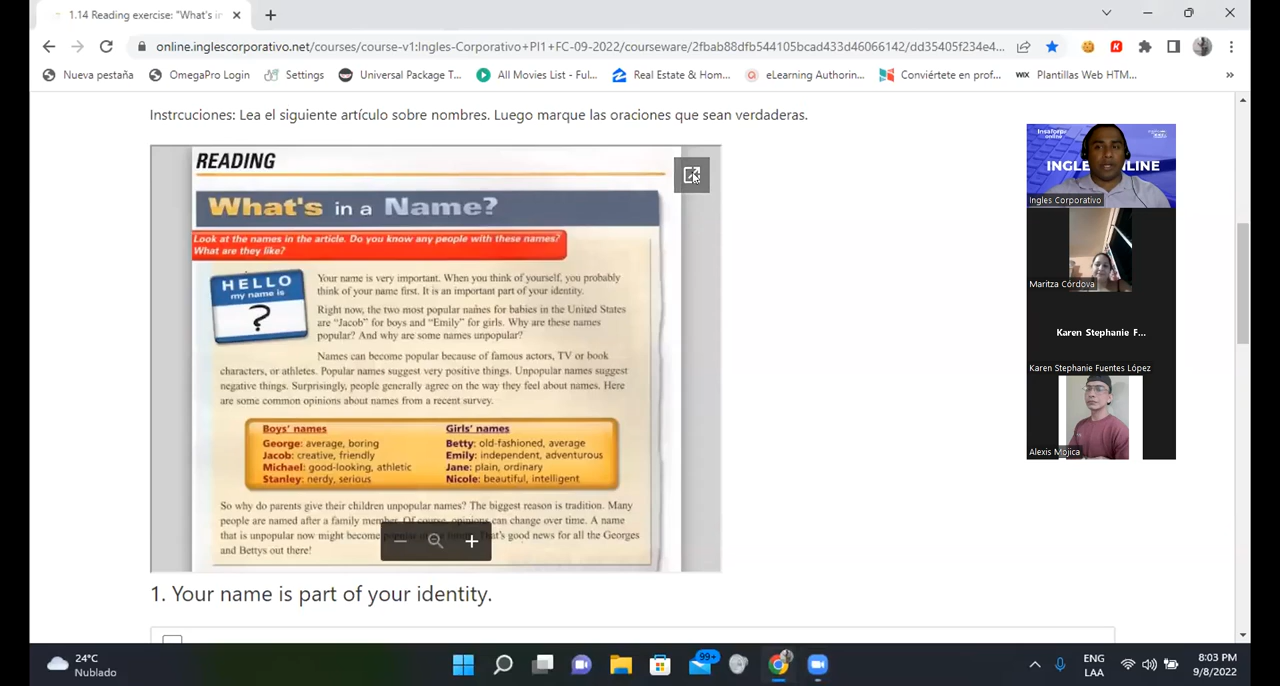 1.14 Reading exercise: "What's in
online.inglescorporativo.net/courses/course-v1:Ingles-Corporativo+PI1+FC-09-2022/courseware/2fbab88dfb544105bcad433d46066142/dd35405f234e4...
Nueva pestaña
OmegaPro Login
Settings
Universal Package T...
All Movies List - Ful...
Real Estate & Hom...
eLearning Authorin...
Conviértete en prof...
WIX Plantillas Web HTM...
»
Instrcuciones: Lea el siguiente artículo sobre nombres. Luego marque las oraciones que sean verdaderas.
READING
What's in a Name?
Look at the names in the article. Do you know any people with these names?
What are they like?
HELLO
my name is
?
Your name is very important. When you think of yourself, you probably
think of your name first. It is an important part of your identity.
Right now, the two most popular names for babies in the United States
are "Jacob" for boys and "Emily" for girls. Why are these names
popular? And why are some names unpopular?
Names can become popular because of famous actors, TV or book
characters, or athletes. Popular names suggest very positive things. Unpopular names suggest
negative things. Surprisingly, people generally agree on the way they feel about names. Here
are some common opinions about names from a recent survey.
Boys' names
George: average, boring
Jacob: creative, friendly
Michael: good-looking, athletic
Stanley: nerdy, serious
Girls' names
Betty: old-fashioned, average
Emily: independent, adventurous
Jane: plain, ordinary
Nicole: beautiful, intelligent
So why do parents give their children unpopular names? The biggest reason is tradition. Many
people are named after a family member. Of course, opinions can change over time. A name
that is unpopular now might become That's good news for all the Georges
and Bettys out there!
1. Your name is part of your identity.
INGLE ONLINE
Ingles Corporativo
Maritza Córdova
Karen Stephanie F...
Karen Stephanie Fuentes López
Alexis Mojica
24°C
Nublado
99+
ENG
LAA
8:03 PM
9/8/2022